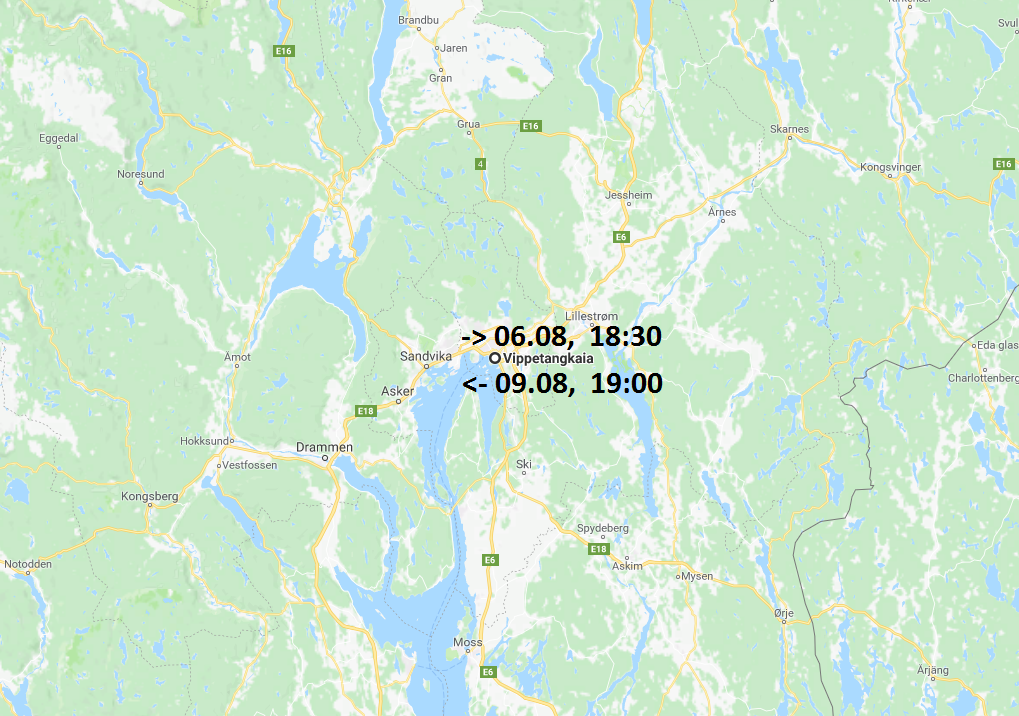 Brandbu
Kirkenær
Svul
E16
Jaren
Gran
Eggedal
Grua
E16
Skarnes
4
Kongsvinger
E16
Noresund
Jessheim
Årnes
E6
Lillestrøm
-> 06.08, 18:30
Eda glas
Åmot
Sandvika
Vippetangkaia
Charlottenberg
<- 09.08, 19:00
Asker
E18
Hokksund
Drammen
Vestfossen
Ski
Kongsberg
Spydeberg
E18
E6
Notodden
Askim
Mysen
Ørje
Moss
E6
Årjäng